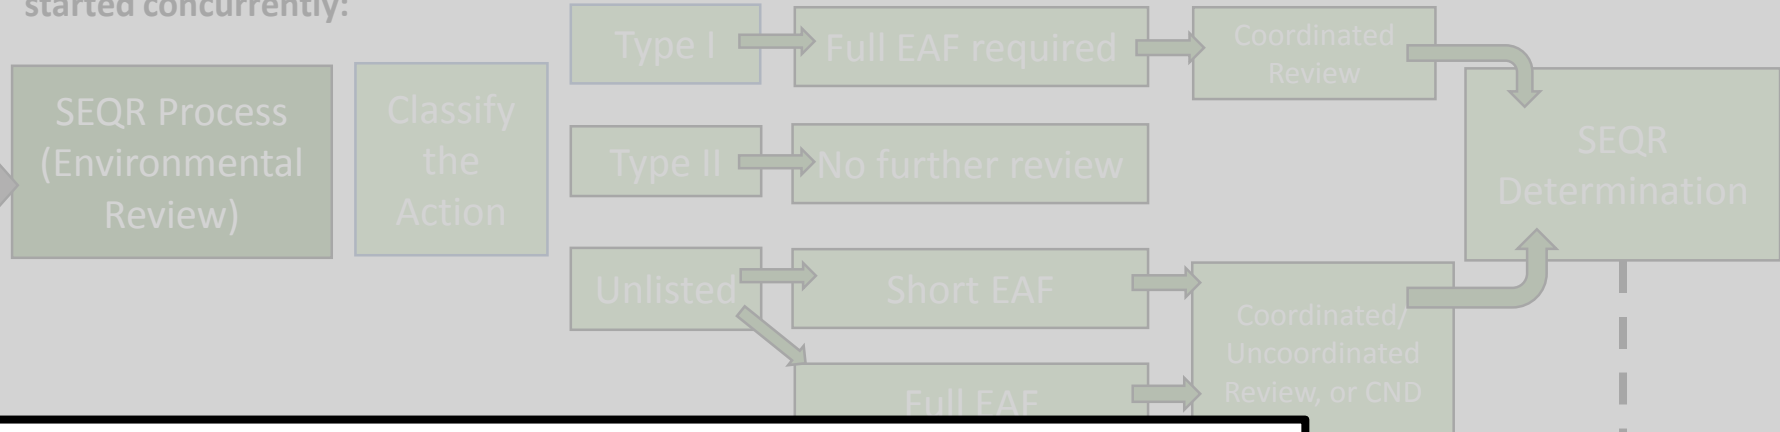 started concurrently:
SEQR Process
(Environmental
Review)
Classify
the
Action
Type I
Full EAF required
Coordinated
Review
Type II
No further review
Unlisted
Short EAF
Full EAF
Coordinated/
Uncoordinated
Review, or CND
SEQR
Determination